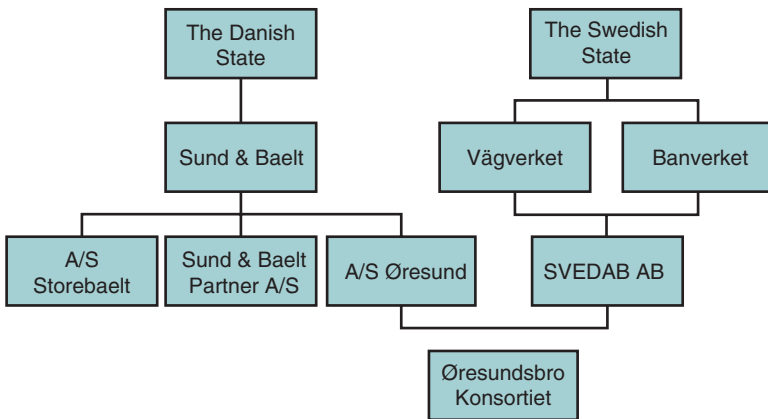 The Danish
State
The Swedish
State
Sund & Baelt
Vägverket
Banverket
A/S
Storebaelt
Sund & Baelt
Partner A/S
A/S Øresund
SVEDAB AB
Øresundsbro
Konsortiet